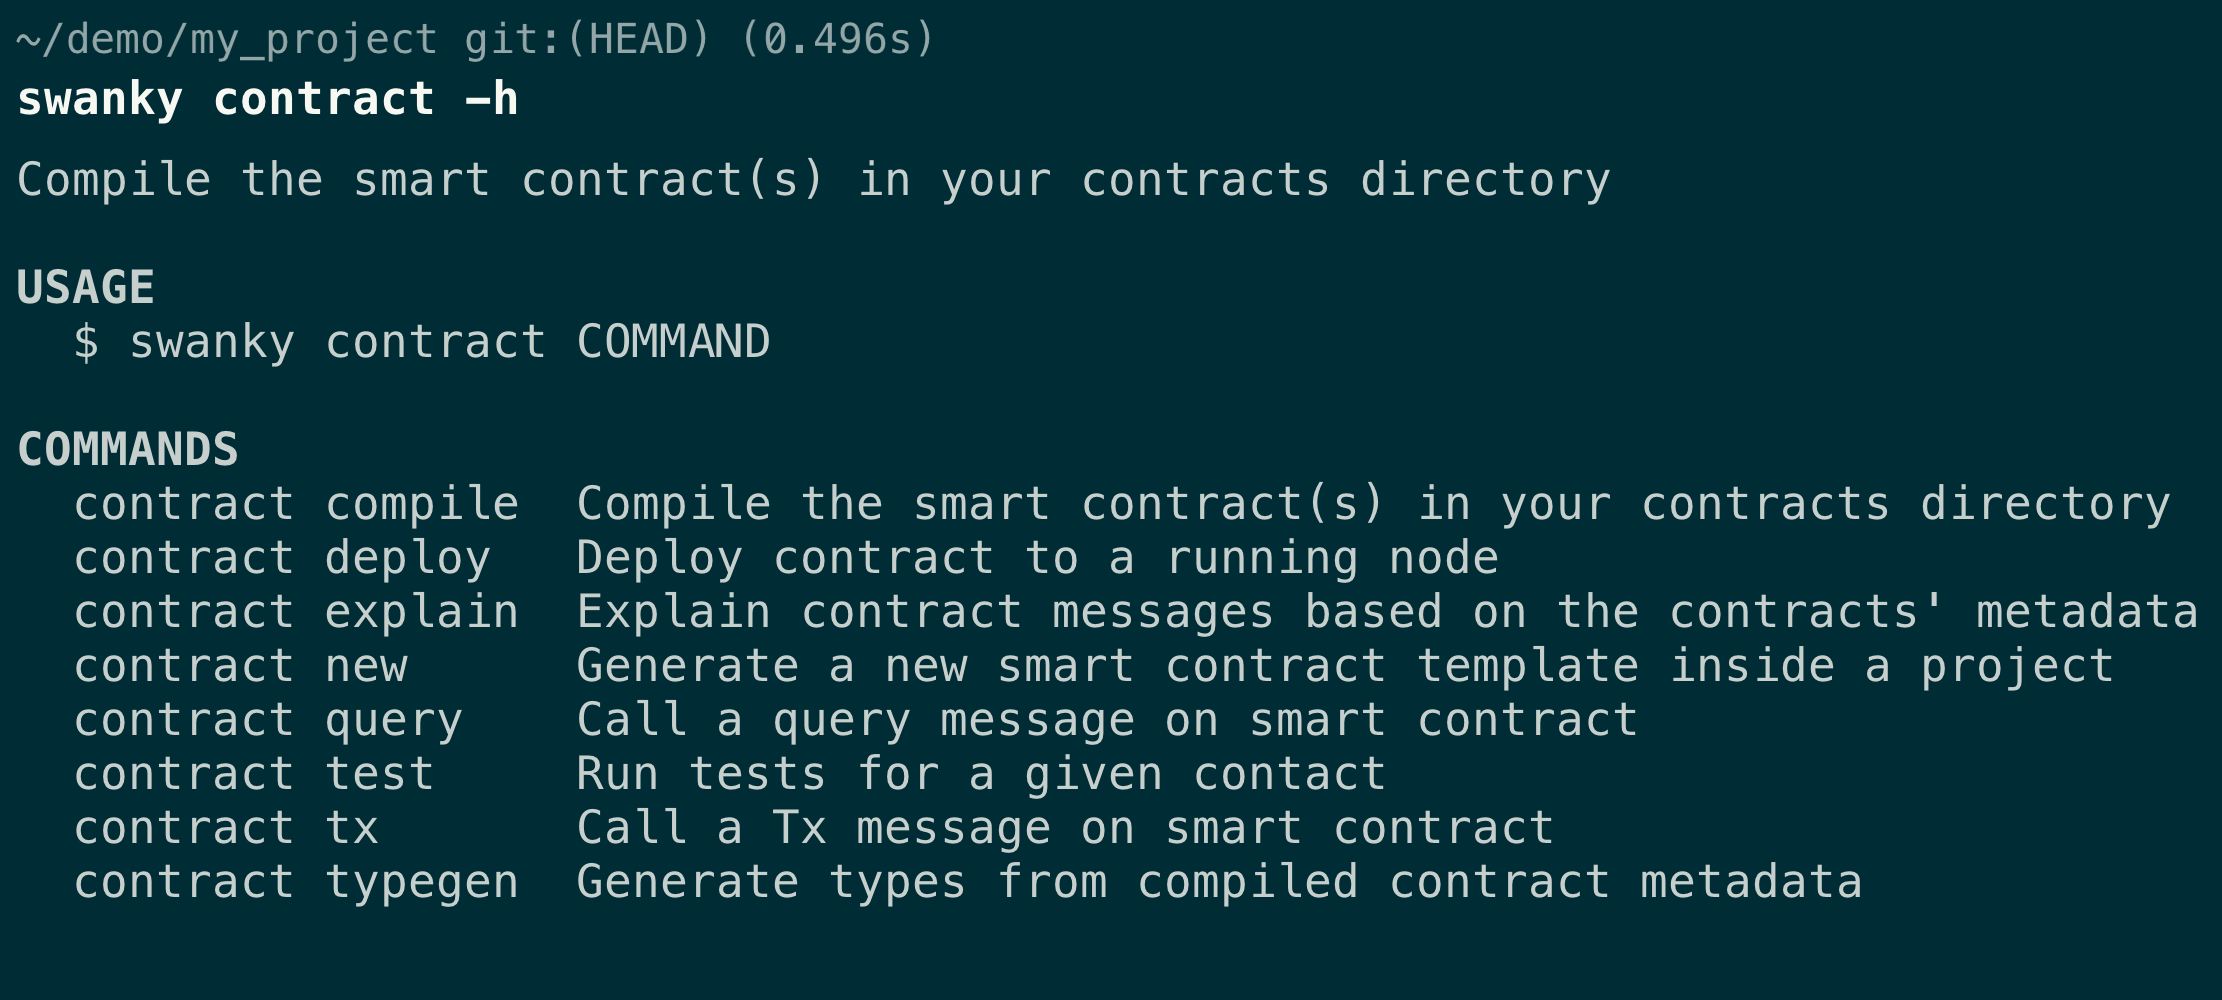 ~/demo/my_project git:(HEAD) (0.496s)
swanky contract -h
Compile the smart contract(s) in your contracts directory
USAGE
$ swanky contract COMMAND
COMMANDS
contract compile  Compile the smart contract(s) in your contracts directory
contract deploy   Deploy contract to a running node
contract explain  Explain contract messages based on the contracts' metadata
contract new      Generate a new smart contract template inside a project
contract query    Call a query message on smart contract
contract test     Run tests for a given contact
contract tx       Call a Tx message on smart contract
contract typegen  Generate types from compiled contract metadata